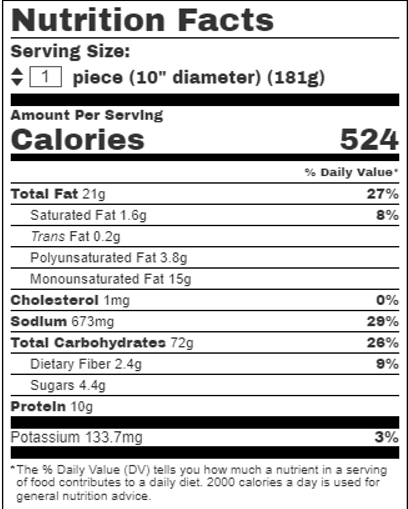 Nutrition Facts
Serving Size:
1 piece (10" diameter) (181g)
Amount Per Serving
Calories 524
% Daily Value*
Total Fat 21g 27%
Saturated Fat 1.6g 8%
Trans Fat 0.2g
Polyunsaturated Fat 3.8g
Monounsaturated Fat 15g
Cholesterol 1mg 0%
Sodium 673mg 29%
Total Carbohydrates 72g 26%
Dietary Fiber 2.4g 9%
Sugars 4.4g
Protein 10g
Potassium 133.7mg 3%
*The % Daily Value (DV) tells you how much a nutrient in a serving
of food contributes to a daily diet. 2000 calories a day is used for
general nutrition advice.